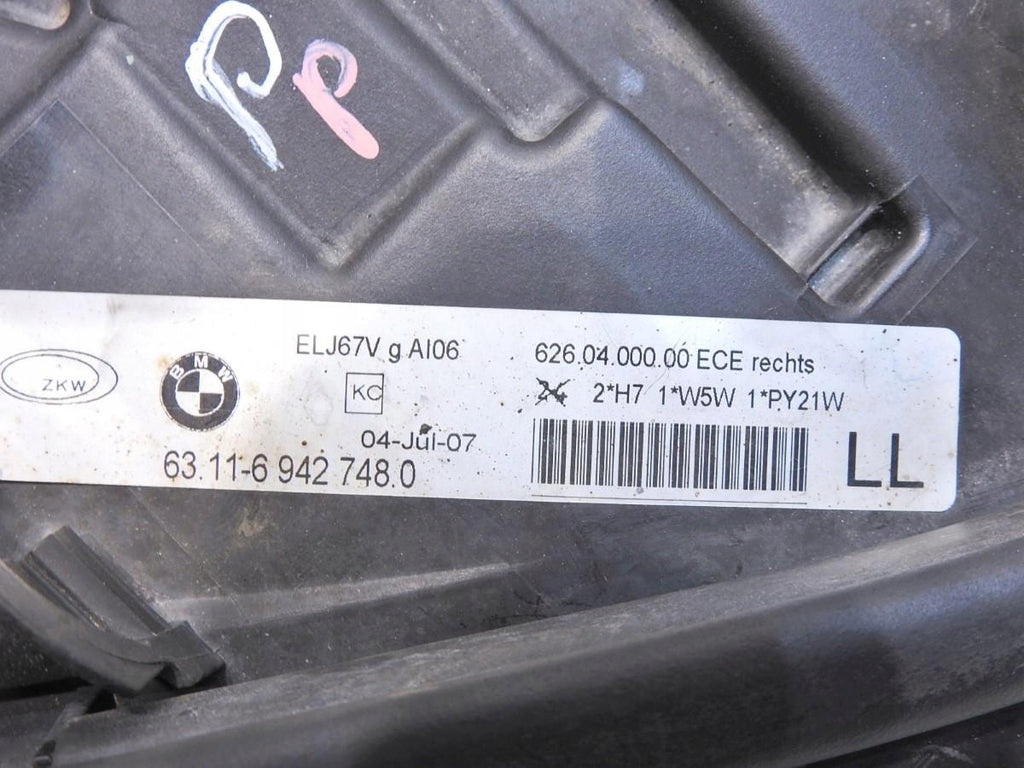 PP
ZKW
BMW
ELJ67V g AI06
KC
04-Jul-07
63.11-6 942 748.0
626.04.000.00 ECE rechts
2*H7 1*W5W 1*PY21W
LL